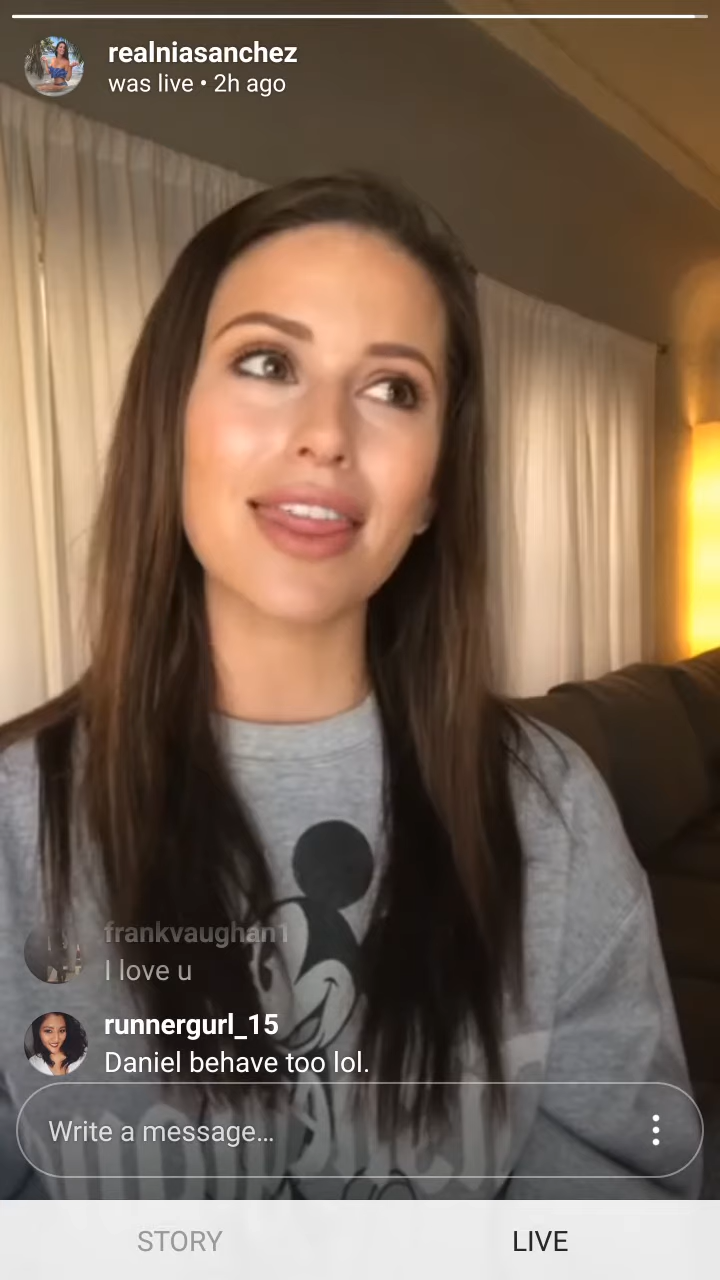 realniasanchez
was live • 2h ago
frankvaughan1
I love u
runnergurl_15
Daniel behave too lol.
Write a message...
STORY
LIVE